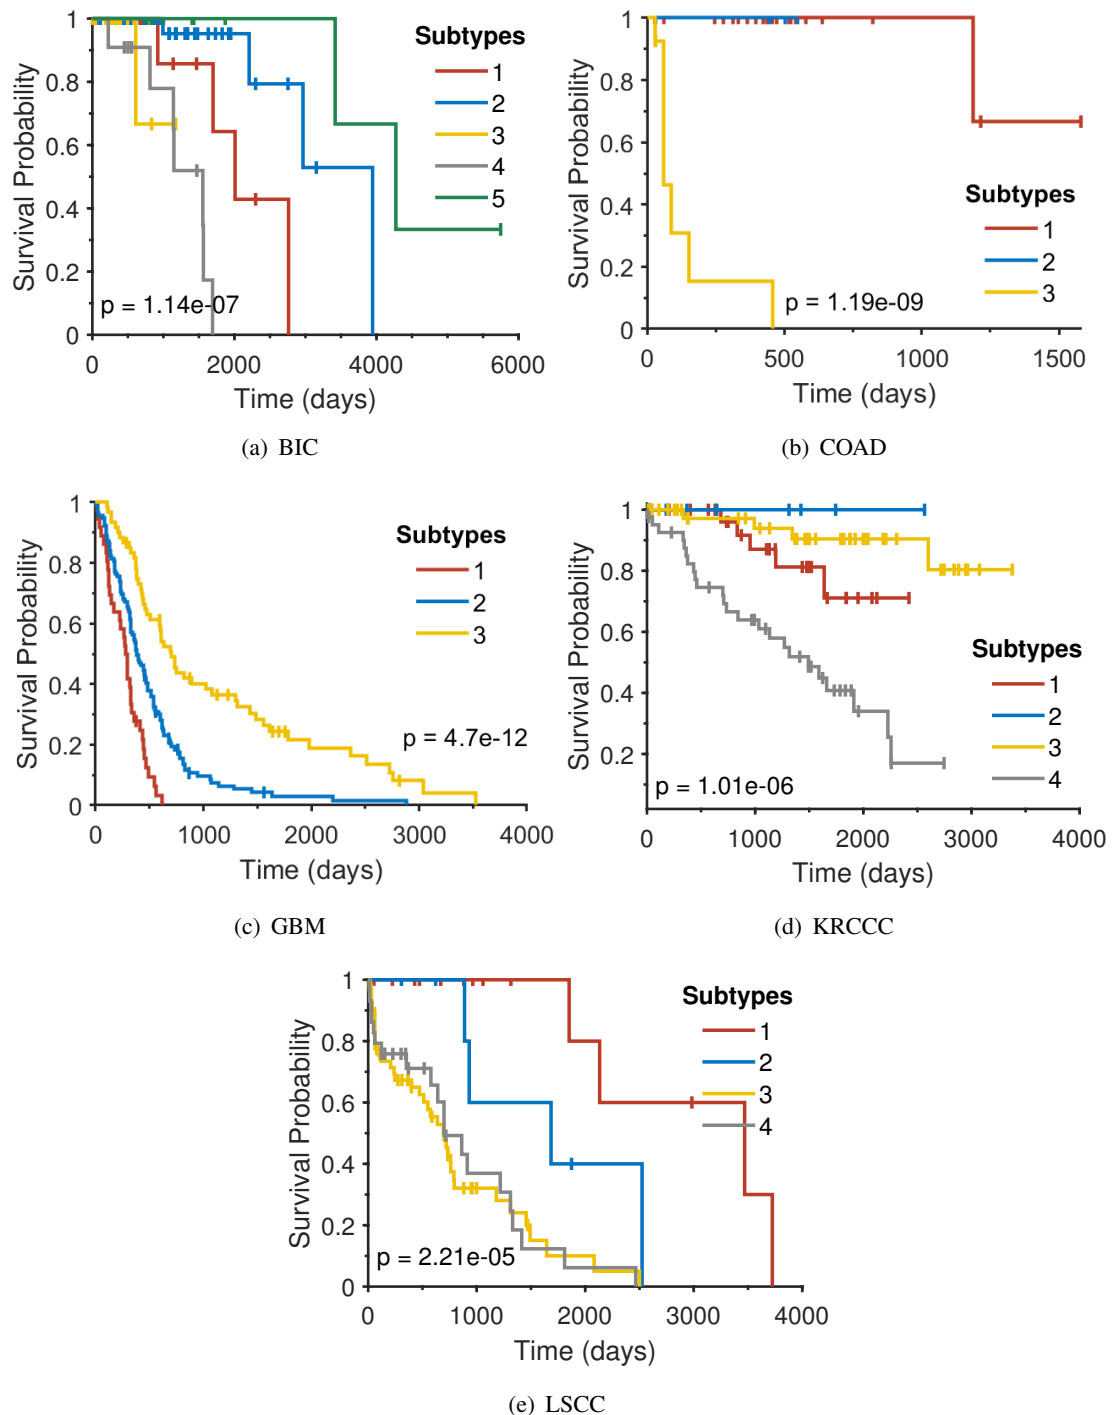 Survival Probability
1
0.8
0.6
0.4
0.2
0
0 2000 4000 6000
Time (days)
Subtypes
1
2
3
4
5
p = 1.14e-07
(a) BIC
Survival Probability
1
0.8
0.6
0.4
0.2
0
0 500 1000 1500
Time (days)
Subtypes
1
2
3
p = 1.19e-09
(b) COAD
Survival Probability
1
0.8
0.6
0.4
0.2
0
0 1000 2000 3000 4000
Time (days)
Subtypes
1
2
3
p = 4.7e-12
(c) GBM
Survival Probability
1
0.8
0.6
0.4
0.2
0 1000 2000 3000 4000
Time (days)
Subtypes
1
2
3
4
p = 1.01e-06
(d) KRCCC
Survival Probability
1
0.8
0.6
0.4
0.2
0
0 1000 2000 3000 4000
Time (days)
Subtypes
1
2
3
4
p = 2.21e-05
(e) LSCC